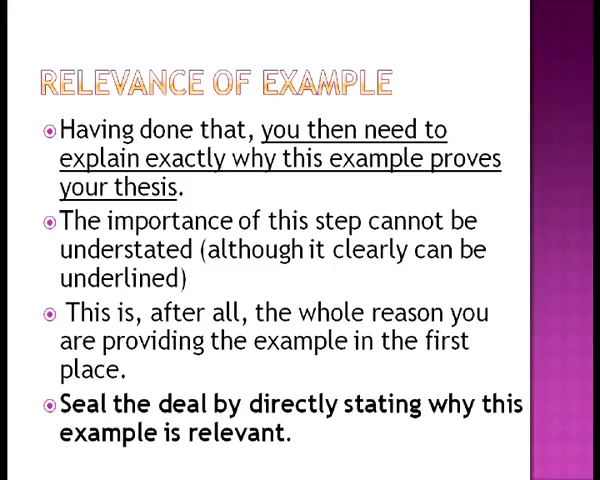 RELEVANCE OF EXAMPLE
Having done that, you then need to
explain exactly why this example proves
your thesis.
The importance of this step cannot be
understated (although it clearly can be
underlined)
This is, after all, the whole reason you
are providing the example in the first
place.
Seal the deal by directly stating why this
example is relevant.